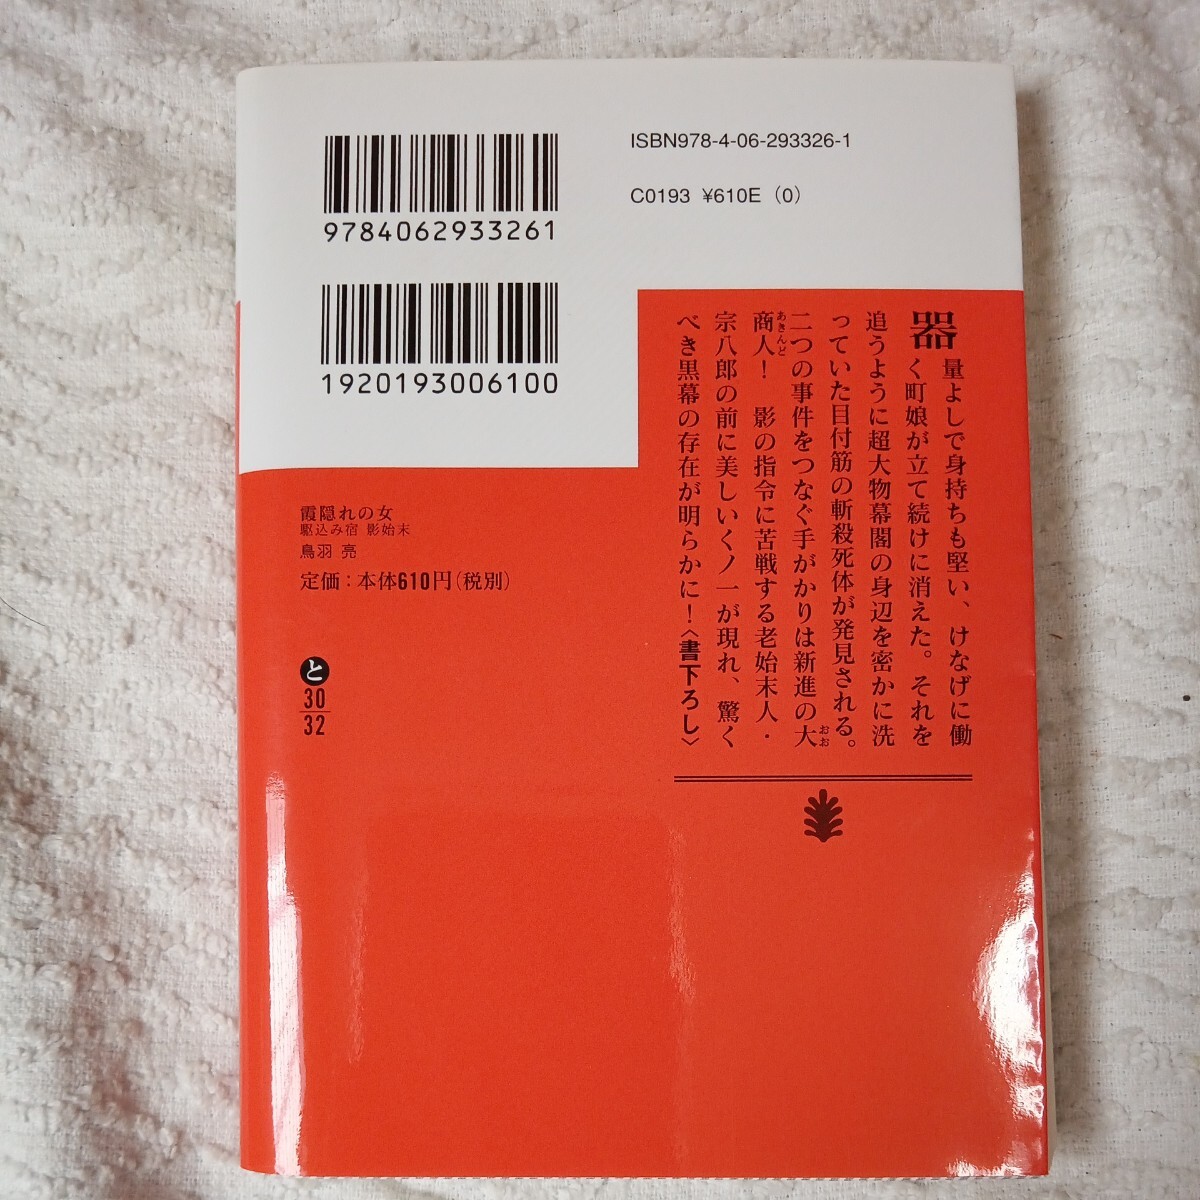 ISBN978-4-06-293326-1
C0193 ¥610E (0)
9784062933261
1920193006100
器量よしで身持ちも堅い、けなげに働
く町娘が立て続けに消えた。それを
追うように超大物幕閣の身辺を密かに洗
っていた目付筋の斬殺死体が発見される。
二つの事件をつなぐ手がかりは新進の大
おお
商人！　影の指令に苦戦する老始末人・
あきんど
宗八郎の前に美しいくノ一が現れ、驚く
べき黒幕の存在が明らかに！〈書下ろし〉
霞隠れの女
駆込み宿 影始末
鳥羽 亮
定価：本体610円（税別）
と
30
32